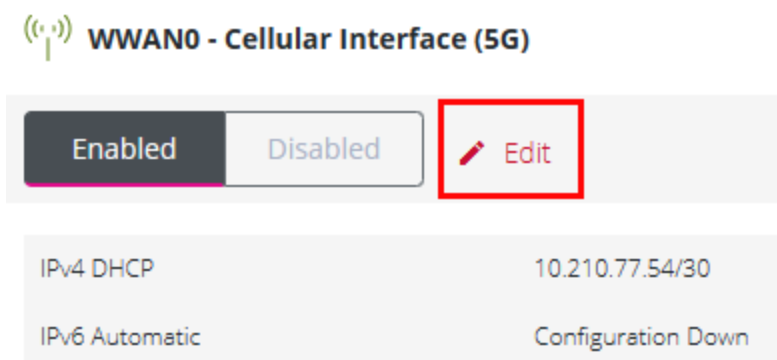 WWAN0 - Cellular Interface (5G)
Enabled Disabled Edit
IPv4 DHCP 10.210.77.54/30
IPv6 Automatic Configuration Down